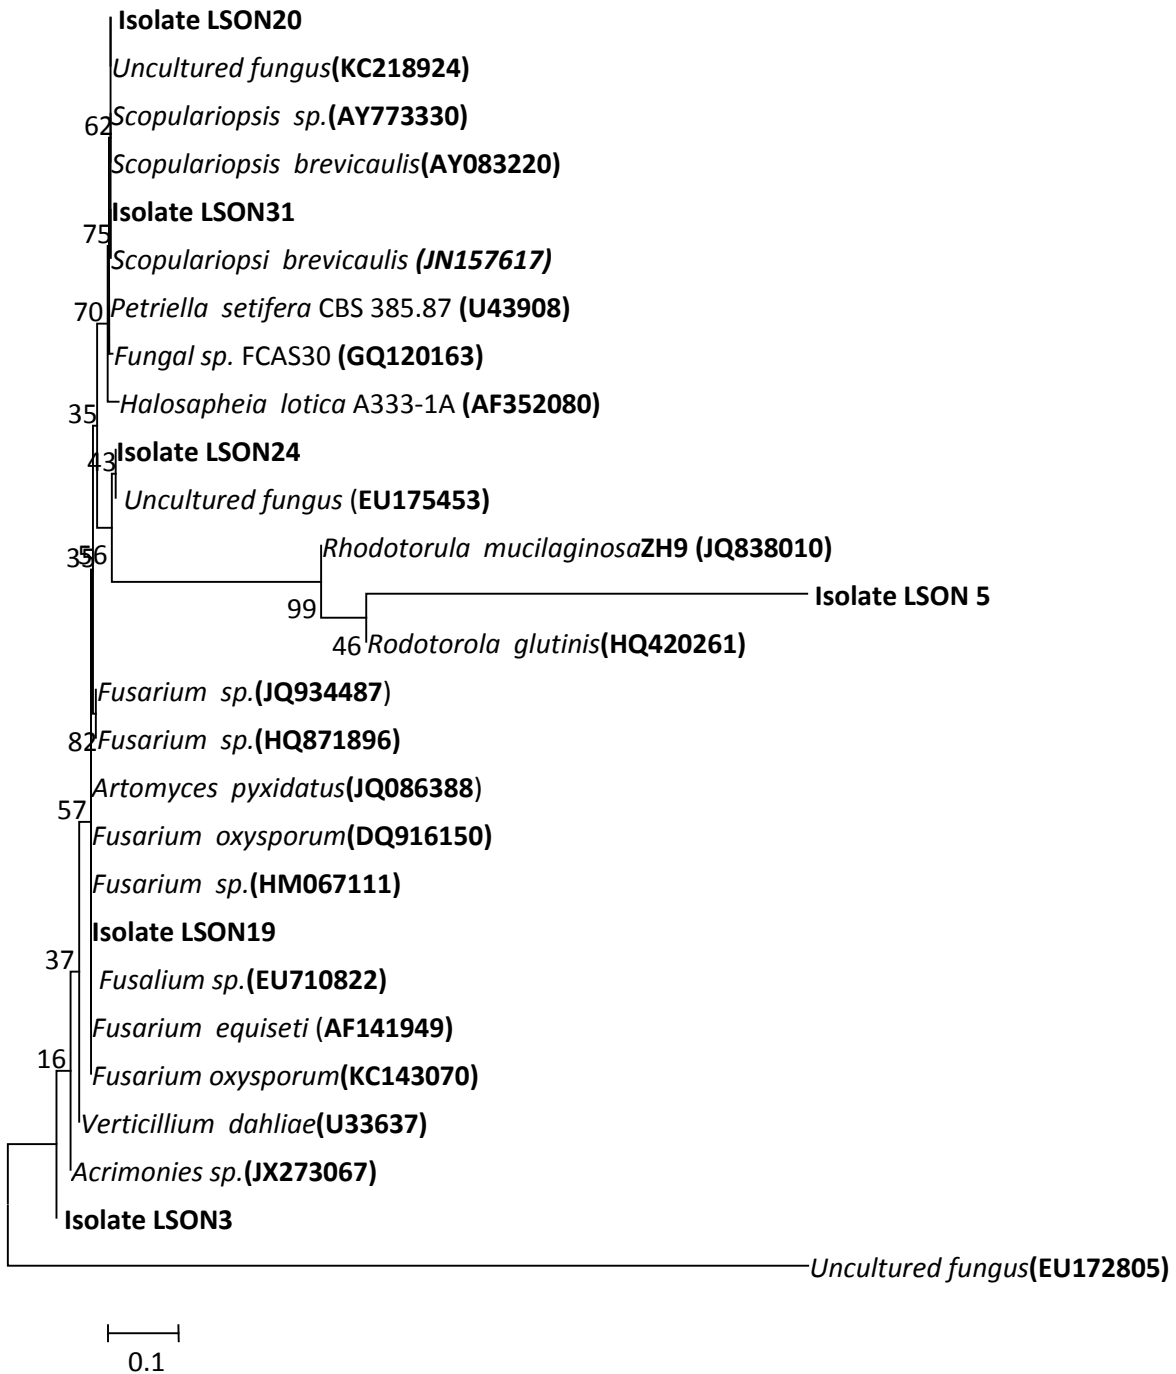 Isolate LSON20
Uncultured fungus(KC218924)
Scopulariopsis sp.(AY773330)
62
Scopulariopsis brevicaulis(AY083220)
Isolate LSON31
75
Scopulariopsi brevicaulis (JN157617)
70
Petriella setifera CBS 385.87 (U43908)
Fungal sp. FCAS30 (GQ120163)
Halosapheia lotica A333-1A (AF352080)
35
Isolate LSON24
43
Uncultured fungus (EU175453)
Rhodotorula mucilaginosaZH9 (JQ838010)
35
56
Isolate LSON 5
99
46
Rodotorola glutinis(HQ420261)
Fusarium sp.(JQ934487)
82
Fusarium sp.(HQ871896)
Artomyces pyxidatus(JQ086388)
57
Fusarium oxysporum(DQ916150)
Fusarium sp.(HM067111)
Isolate LSON19
37
Fusalium sp.(EU710822)
Fusarium equiseti (AF141949)
16
Fusarium oxysporum(KC143070)
Verticillium dahliae(U33637)
Acrimonies sp.(JX273067)
Isolate LSON3
Uncultured fungus(EU172805)
0.1